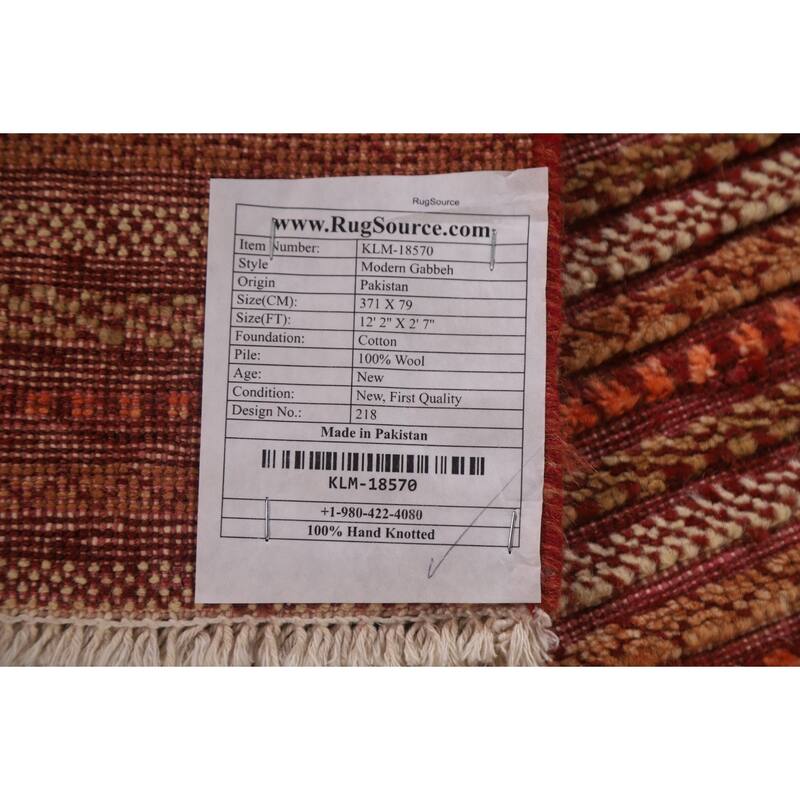 RugSource
www.RugSource.com
Item Number: KLM-18570
Style Modern Gabbeh
Origin Pakistan
Size(CM): 371 X 79
Size(FT): 12' 2" X 2' 7"
Foundation: Cotton
Pile: 100% Wool
Age: New
Condition: New, First Quality
Design No.: 218
Made in Pakistan
KLM-18570
+1-980-422-4080
100% Hand Knotted